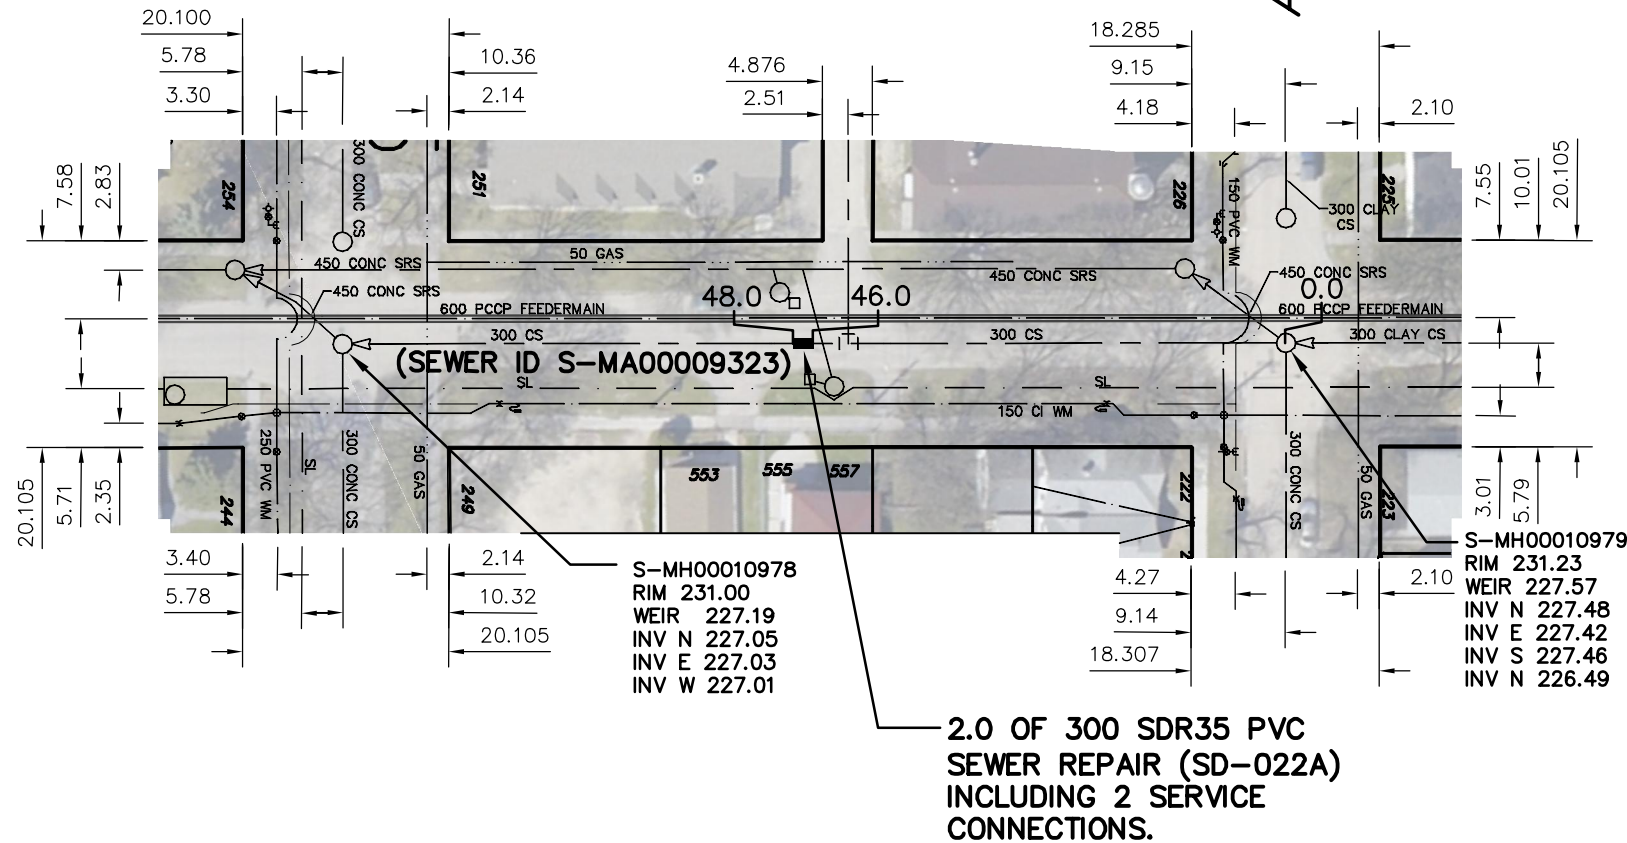 20.100
5.78
3.30
10.36
2.14
4.876
2.51
18.285
9.15
4.18
2.10
7.58
2.83
7.55
10.01
20.105
254
300 CONC CS
251
226
150 PVC WM
225
300 CLAY
CS
50 GAS
450 CONC SRS
450 CONC SRS
450 CONC SRS
450 CONC SRS
48.0
46.0
0.0
600 PCCP FEEDERMAIN
600 PCCP FEEDERMAIN
300 CS
300 CS
300 CLAY CS
(SEWER ID S-MA00009323)
SL
SL
150 CI WM
250 PVC WM
SL
300 CONC CS
50 GAS
244
249
553
555
557
222
300 CONC CS
50 GAS
223
20.105
5.71
2.35
3.01
5.79
3.40
5.78
2.14
10.32
20.105
4.27
9.14
18.307
2.10
S-MH00010978
RIM 231.00
WEIR 227.19
INV N 227.05
INV E 227.03
INV W 227.01
S-MH00010979
RIM 231.23
WEIR 227.57
INV N 227.48
INV E 227.42
INV S 227.46
INV N 226.49
2.0 OF 300 SDR35 PVC
SEWER REPAIR (SD-022A)
INCLUDING 2 SERVICE
CONNECTIONS.